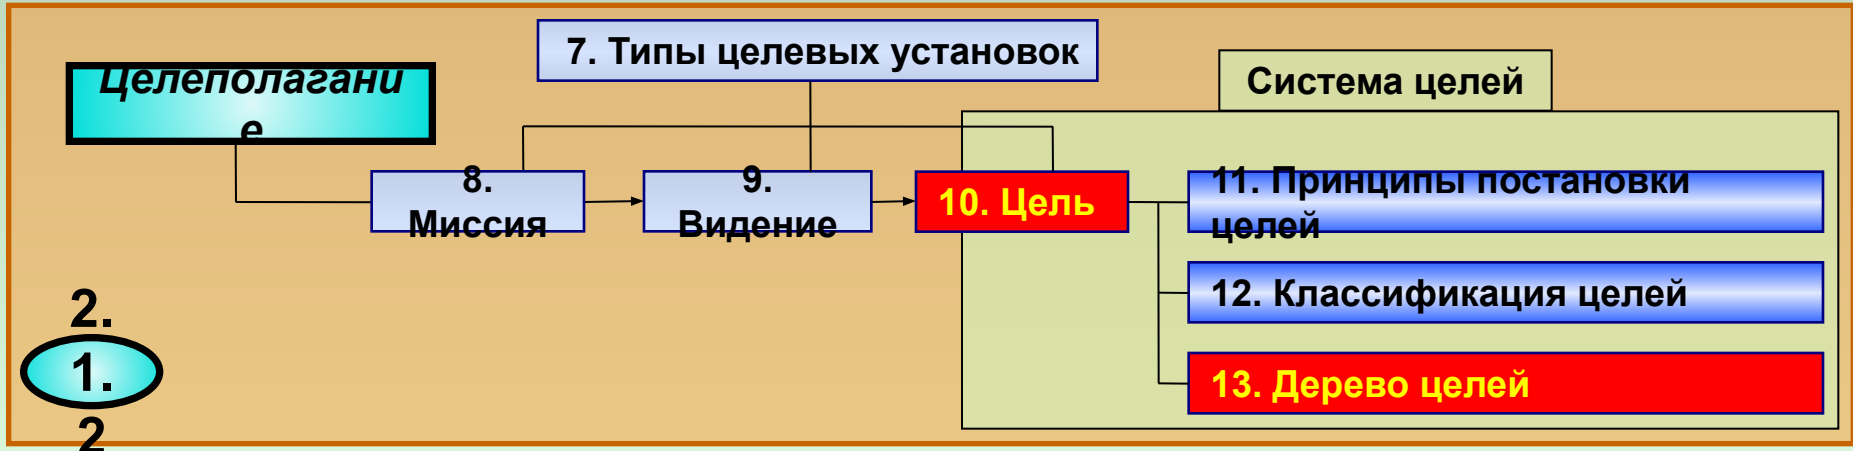 7. Типы целевых установок
Целеполагани
е
Система целей
8.
Миссия
9.
Видение
10. Цель
11. Принципы постановки
целей
12. Классификация целей
13. Дерево целей
2.
1.
2